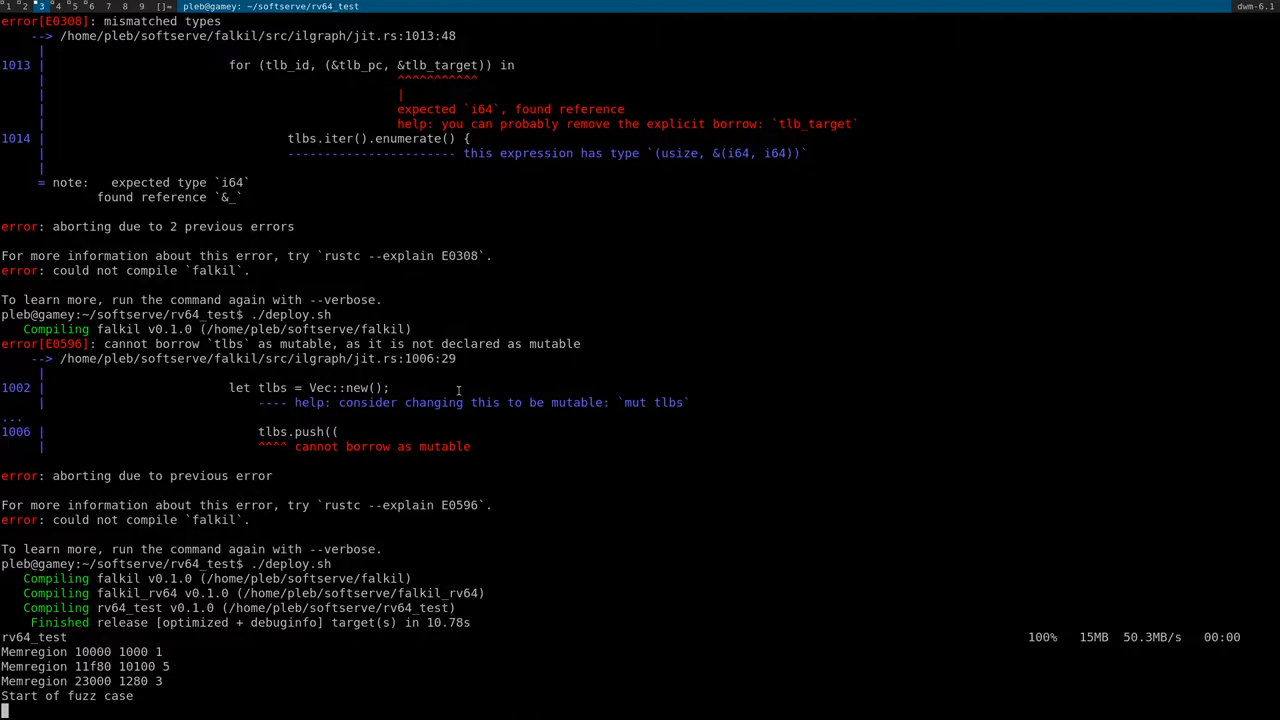 1 2 3 4 5 6 7 8 9 []= pleb@gamey: ~/softserve/rv64_test dwm-6.1
error[E0308]: mismatched types
--> /home/pleb/softserve/falkil/src/ilgraph/jit.rs:1013:48
|
1013 | for (tlb_id, (&tlb_pc, &tlb_target)) in
| ^^^^^^^^^^^
| |
| expected `i64`, found reference
| help: you can probably remove the explicit borrow: `tlb_target`
1014 | tlbs.iter().enumerate() {
| ----------------------- this expression has type `(usize, &(i64, i64))`
|
= note: expected type `i64`
found reference `&_`
error: aborting due to 2 previous errors
For more information about this error, try `rustc --explain E0308`.
error: could not compile `falkil`.
To learn more, run the command again with --verbose.
pleb@gamey:~/softserve/rv64_test$ ./deploy.sh
Compiling falkil v0.1.0 (/home/pleb/softserve/falkil)
error[E0596]: cannot borrow `tlbs` as mutable, as it is not declared as mutable
--> /home/pleb/softserve/falkil/src/ilgraph/jit.rs:1006:29
|
1002 | let tlbs = Vec::new();
| ---- help: consider changing this to be mutable: `mut tlbs`
...
1006 | tlbs.push((
| ^^^^ cannot borrow as mutable
error: aborting due to previous error
For more information about this error, try `rustc --explain E0596`.
error: could not compile `falkil`.
To learn more, run the command again with --verbose.
pleb@gamey:~/softserve/rv64_test$ ./deploy.sh
Compiling falkil v0.1.0 (/home/pleb/softserve/falkil)
Compiling falkil_rv64 v0.1.0 (/home/pleb/softserve/falkil_rv64)
Compiling rv64_test v0.1.0 (/home/pleb/softserve/rv64_test)
Finished release [optimized + debuginfo] target(s) in 10.78s
rv64_test 100% 15MB 50.3MB/s 00:00
Memregion 10000 1000 1
Memregion 11f80 10100 5
Memregion 23000 1280 3
Start of fuzz case